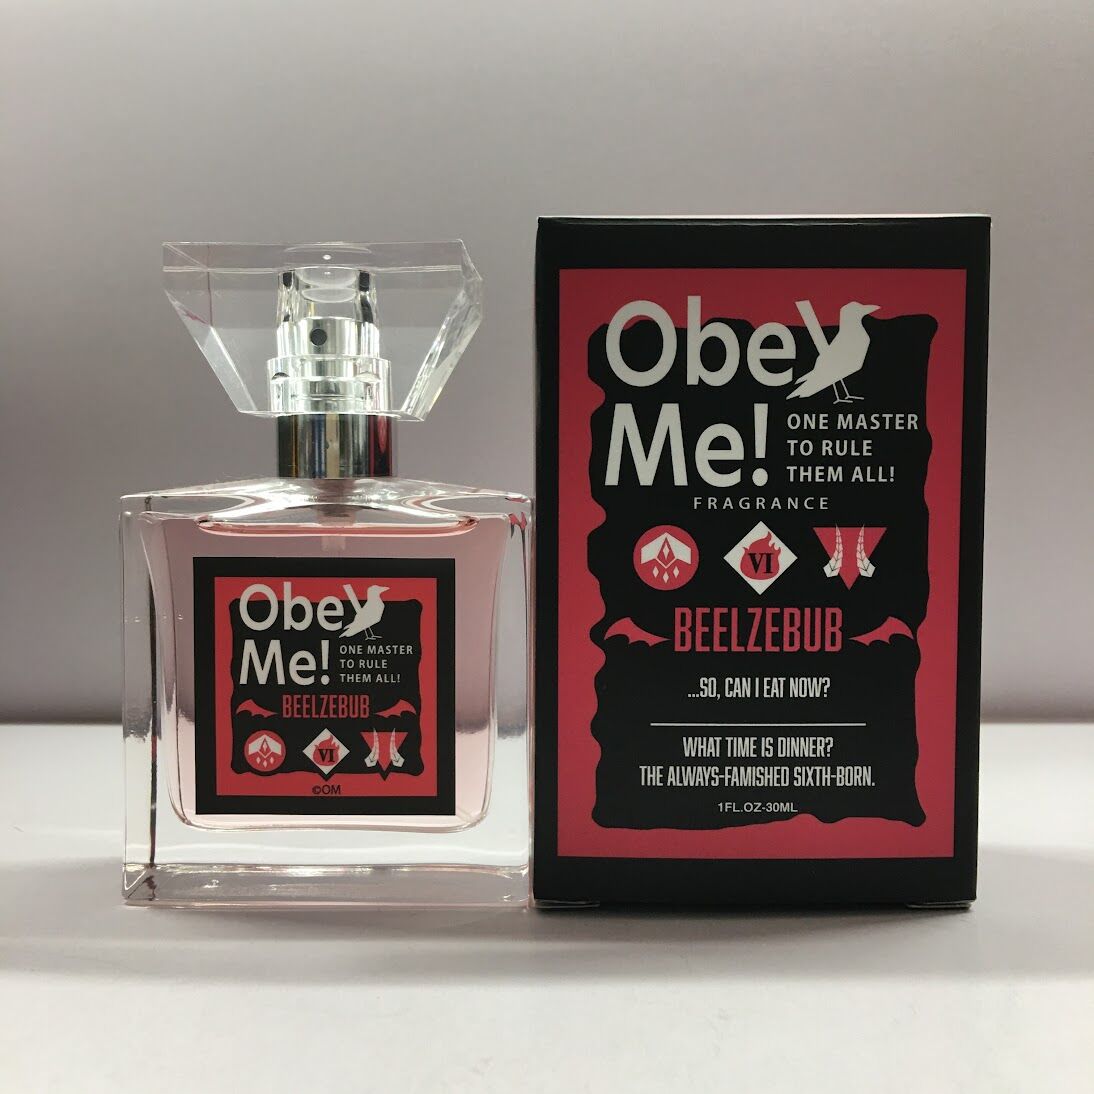 Obey
Me!
ONE MASTER
TO RULE
THEM ALL!
BEELZEBUB
VI
©OM
Obey
Me!
ONE MASTER
TO RULE
THEM ALL!
FRAGRANCE
VI
BEELZEBUB
...SO, CAN I EAT NOW?
WHAT TIME IS DINNER?
THE ALWAYS-FAMISHED SIXTH-BORN.
1FL.OZ-30ML